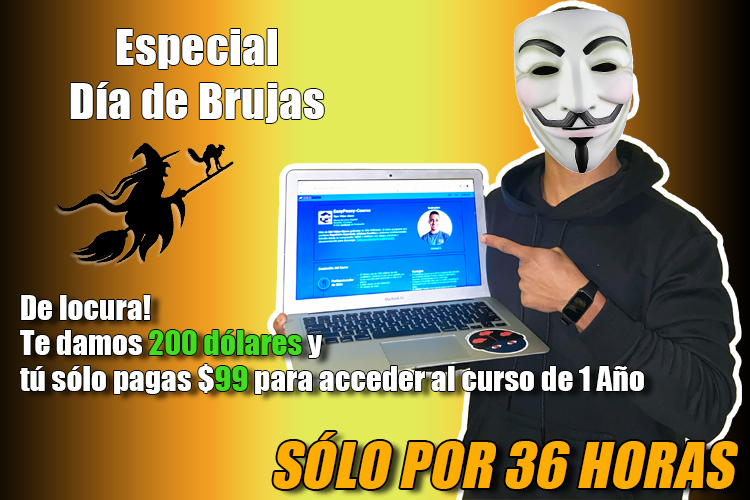 Especial
Día de Brujas
De locura!
Te damos 200 dólares y
tú sólo pagas $99 para acceder al curso de 1 Año
SÓLO POR 36 HORAS